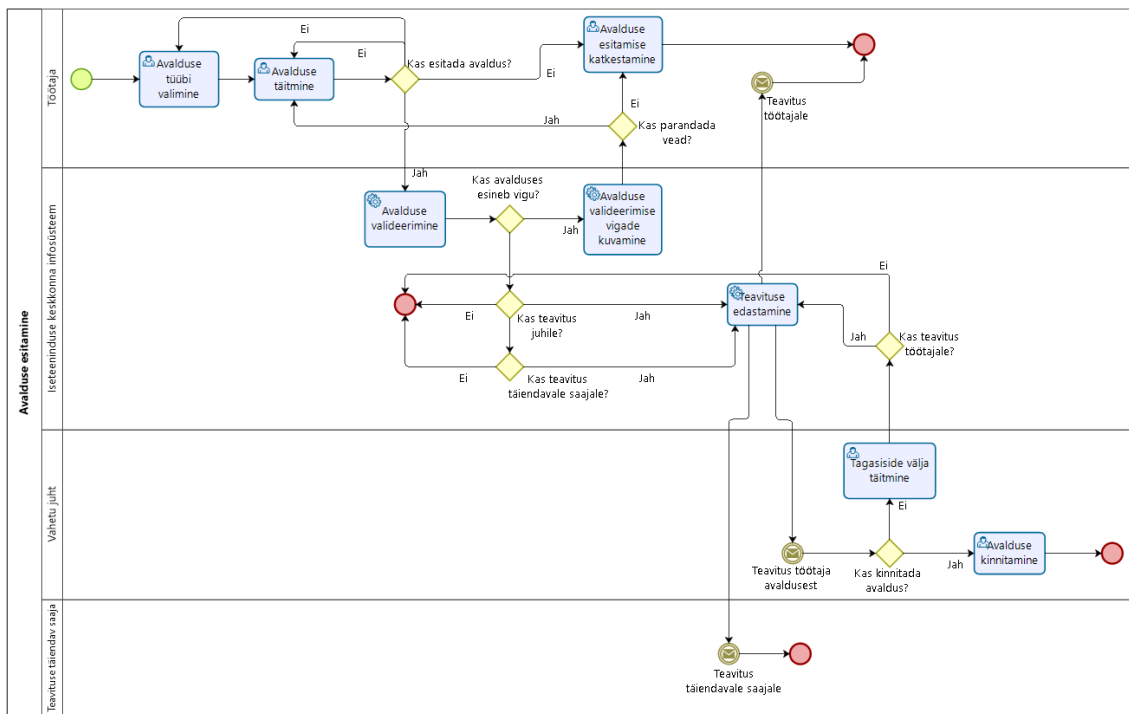 Avalduse esitamine
Töötaja
Ei
Ei
Avalduse
tüübi
valimine
Avalduse
täitmine
Kas esitada avaldus?
Ei
Avalduse
esitamise
katkestamine
Teavitus
töötajale
Jah
Ei
Kas parandada
vead?
Jah
Iseteeninduse keskkonna infosüsteem
Avalduse
valideerimine
Kas avalduses
esineb vigu?
Jah
Avalduse
valideerimise
vigade
kuvamine
Ei
Ei
Kas teavitus
juhile?
Jah
Teavituse
edastamine
Jah
Kas teavitus
töötajale?
Ei
Kas teavitus
täiendavale saajale?
Jah
Vahetu juht
Tagasiside välja
täitmine
Ei
Teavitus töötaja
avaldusest
Kas kinnitada
avaldus?
Jah
Avalduse
kinnitamine
Teavituse täiendav saaja
Teavitus
täiendavale saajale